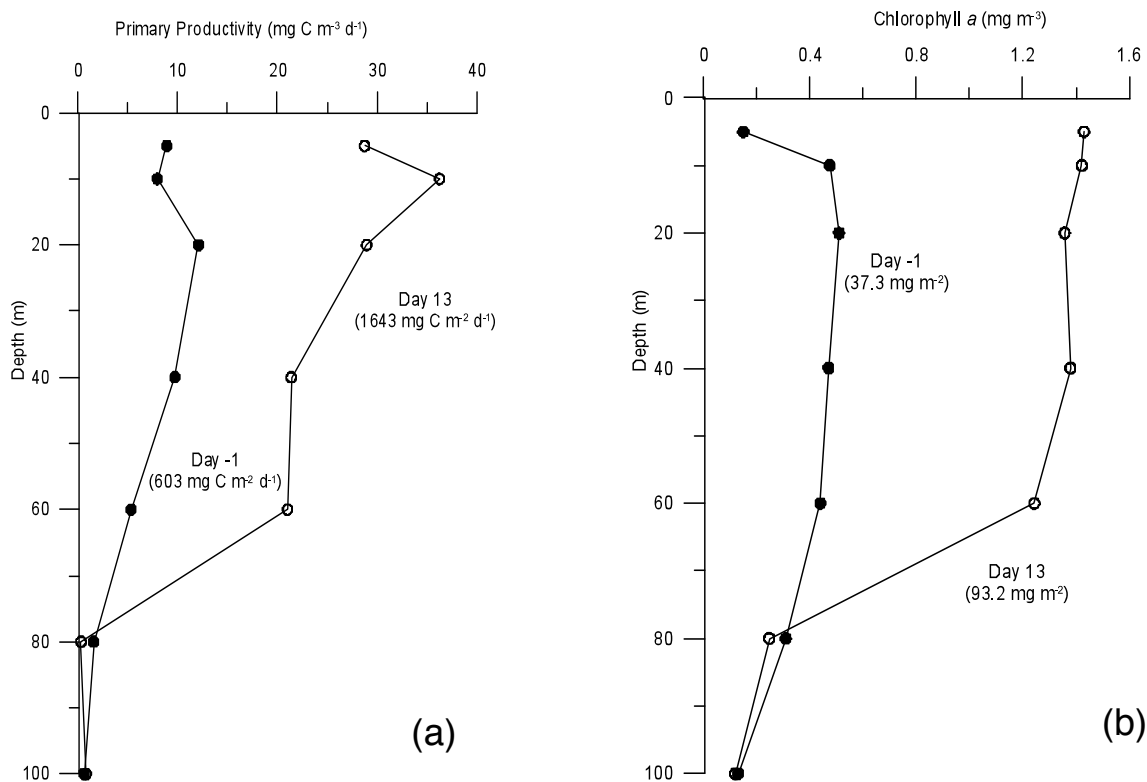 Primary Productivity (mg C m⁻³ d⁻¹)
0 10 20 30 40
0
20
40
60
80
100
Depth (m)
Day 13
(1643 mg C m⁻² d⁻¹)
Day -1
(603 mg C m⁻² d⁻¹)
(a)
Chlorophyll a (mg m⁻³)
0 0.4 0.8 1.2 1.6
0
20
40
60
80
100
Depth (m)
Day -1
(37.3 mg m⁻²)
Day 13
(93.2 mg m⁻²)
(b)